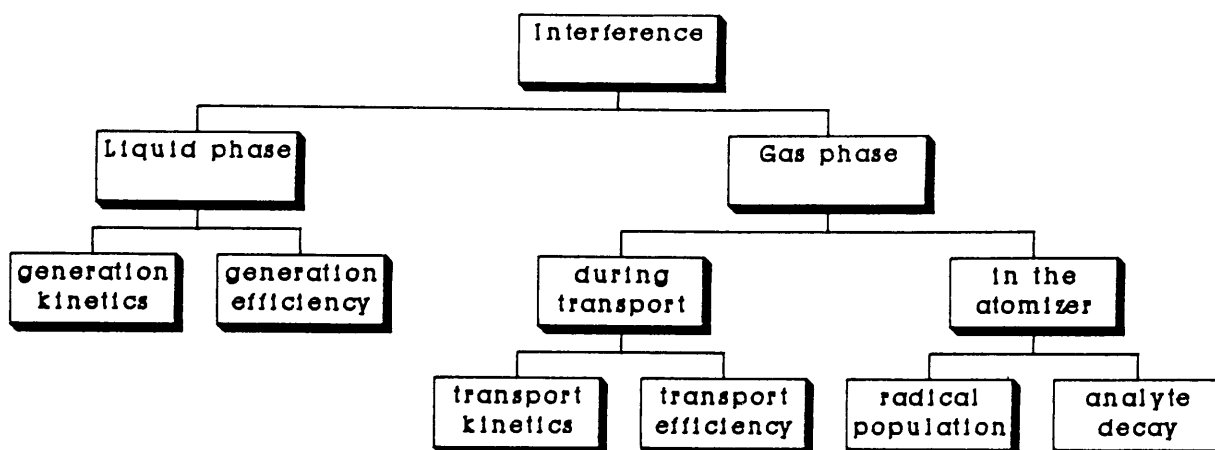 Interference
Liquid phase
Gas phase
generation
kinetics
generation
efficiency
during
transport
in the
atomizer
transport
kinetics
transport
efficiency
radical
population
analyte
decay